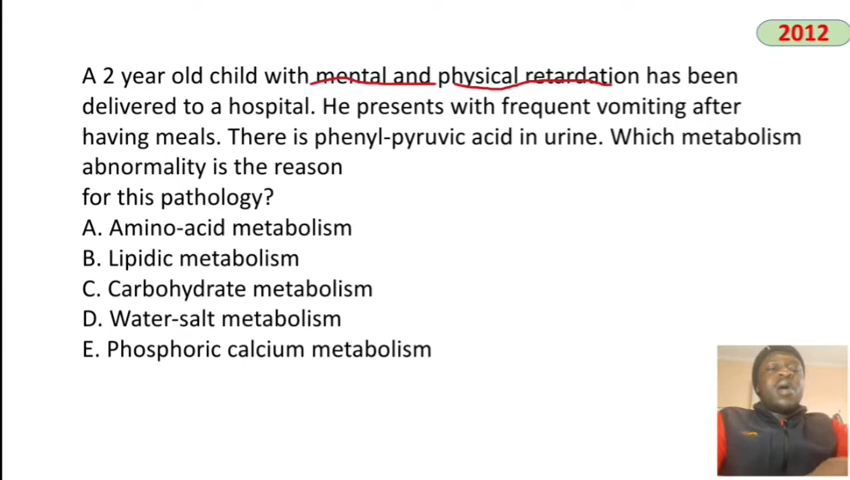 2012
A 2 year old child with mental and physical retardation has been
delivered to a hospital. He presents with frequent vomiting after
having meals. There is phenyl-pyruvic acid in urine. Which metabolism
abnormality is the reason
for this pathology?
A. Amino-acid metabolism
B. Lipidic metabolism
C. Carbohydrate metabolism
D. Water-salt metabolism
E. Phosphoric calcium metabolism